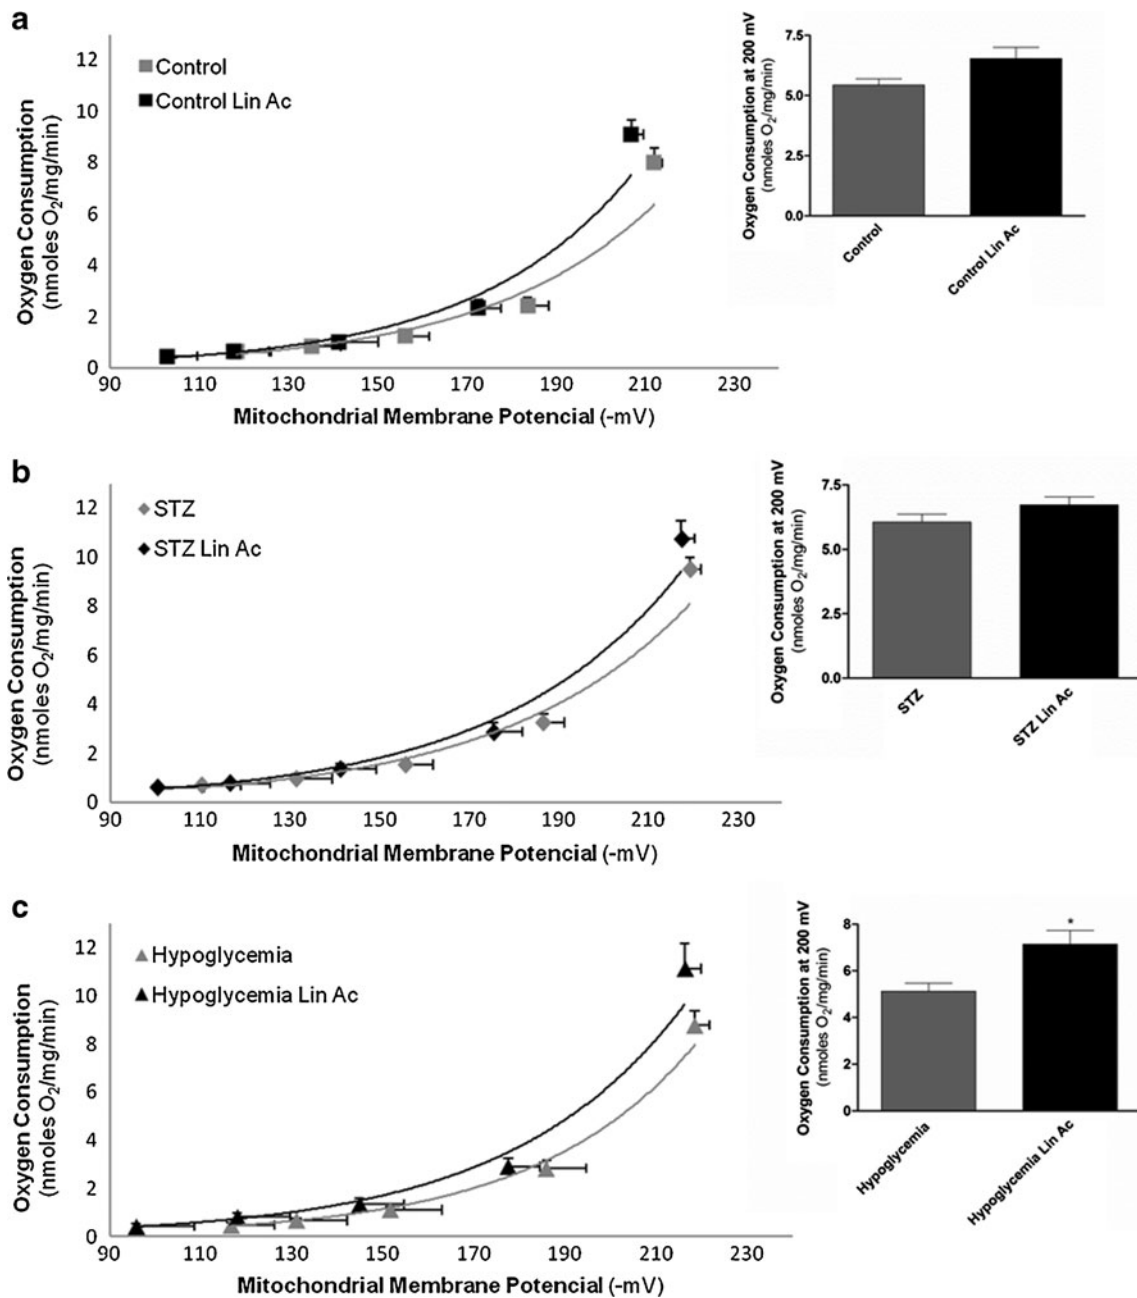 a
Oxygen Consumption
(nmoles O2/mg/min)
12
10
8
6
4
2
0
Control
Control Lin Ac
90 110 130 150 170 190 210 230
Mitochondrial Membrane Potencial (-mV)
Oxygen Consumption at 200 mV
(nmoles O2/mg/min)
7.5
5.0
2.5
0.0
Control
Control Lin Ac
b
Oxygen Consumption
(nmoles O2/mg/min)
12
10
8
6
4
2
0
STZ
STZ Lin Ac
90 110 130 150 170 190 210 230
Mitochondrial Membrane Potencial (-mV)
Oxygen Consumption at 200 mV
(nmoles O2/mg/min)
7.5
5.0
2.5
0.0
STZ
STZ Lin Ac
c
Oxygen Consumption
(nmoles O2/mg/min)
12
10
8
6
4
2
0
Hypoglycemia
Hypoglycemia Lin Ac
90 110 130 150 170 190 210 230
Mitochondrial Membrane Potencial (-mV)
Oxygen Consumption at 200 mV
(nmoles O2/mg/min)
8
6
4
2
0
*
Hypoglycemia
Hypoglycemia Lin Ac